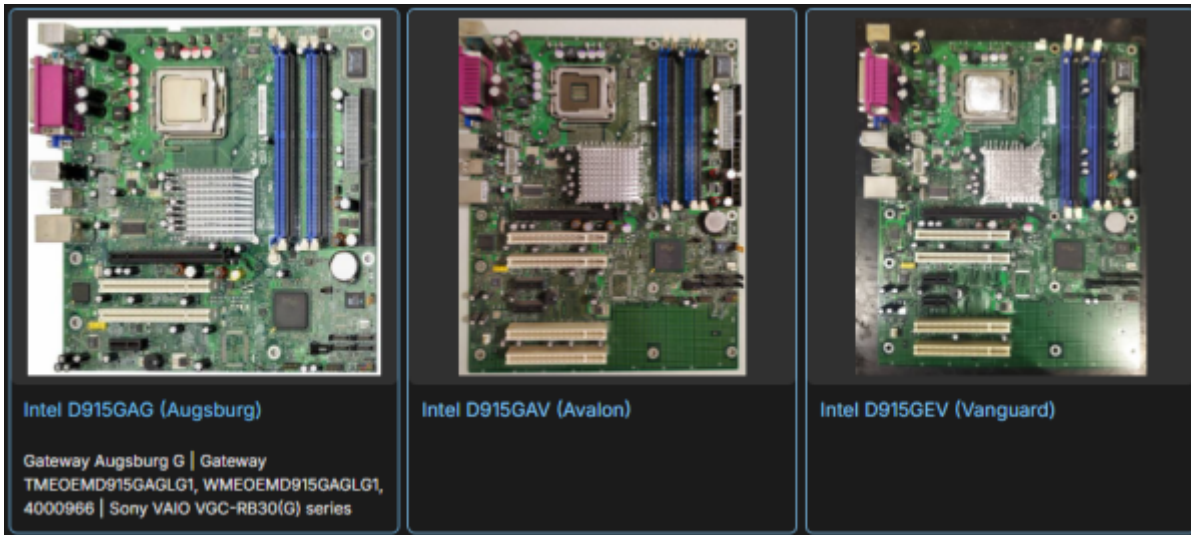 Intel D915GAG (Augsburg)
Gateway Augsburg G | Gateway
TMEOEMD915GAGLG1, WMEOEMD915GAGLG1,
4000966 | Sony VAIO VGC-RB30(G) series
Intel D915GAV (Avalon)
Intel D915GEV (Vanguard)